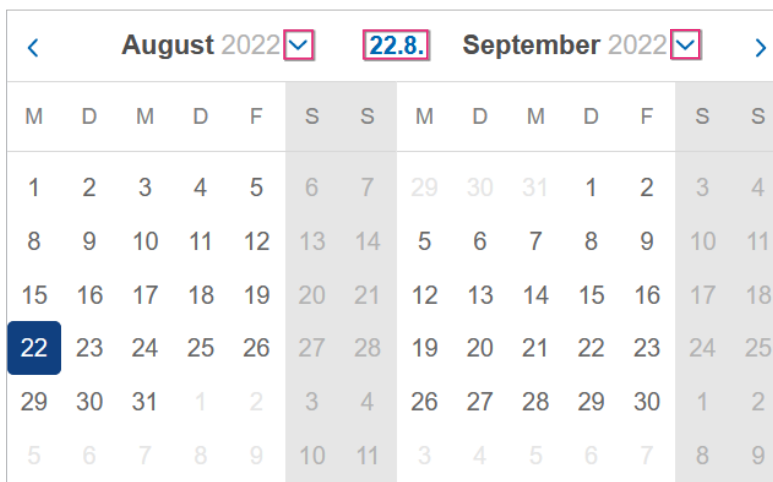 August 2022 22.8. September 2022
M D M D F S S M D M D F S S
1 2 3 4 5 6 7 29 30 31 1 2 3 4
8 9 10 11 12 13 14 5 6 7 8 9 10 11
15 16 17 18 19 20 21 12 13 14 15 16 17 18
22 23 24 25 26 27 28 19 20 21 22 23 24 25
29 30 31 1 2 3 4 26 27 28 29 30 1 2
5 6 7 8 9 10 11 3 4 5 6 7 8 9